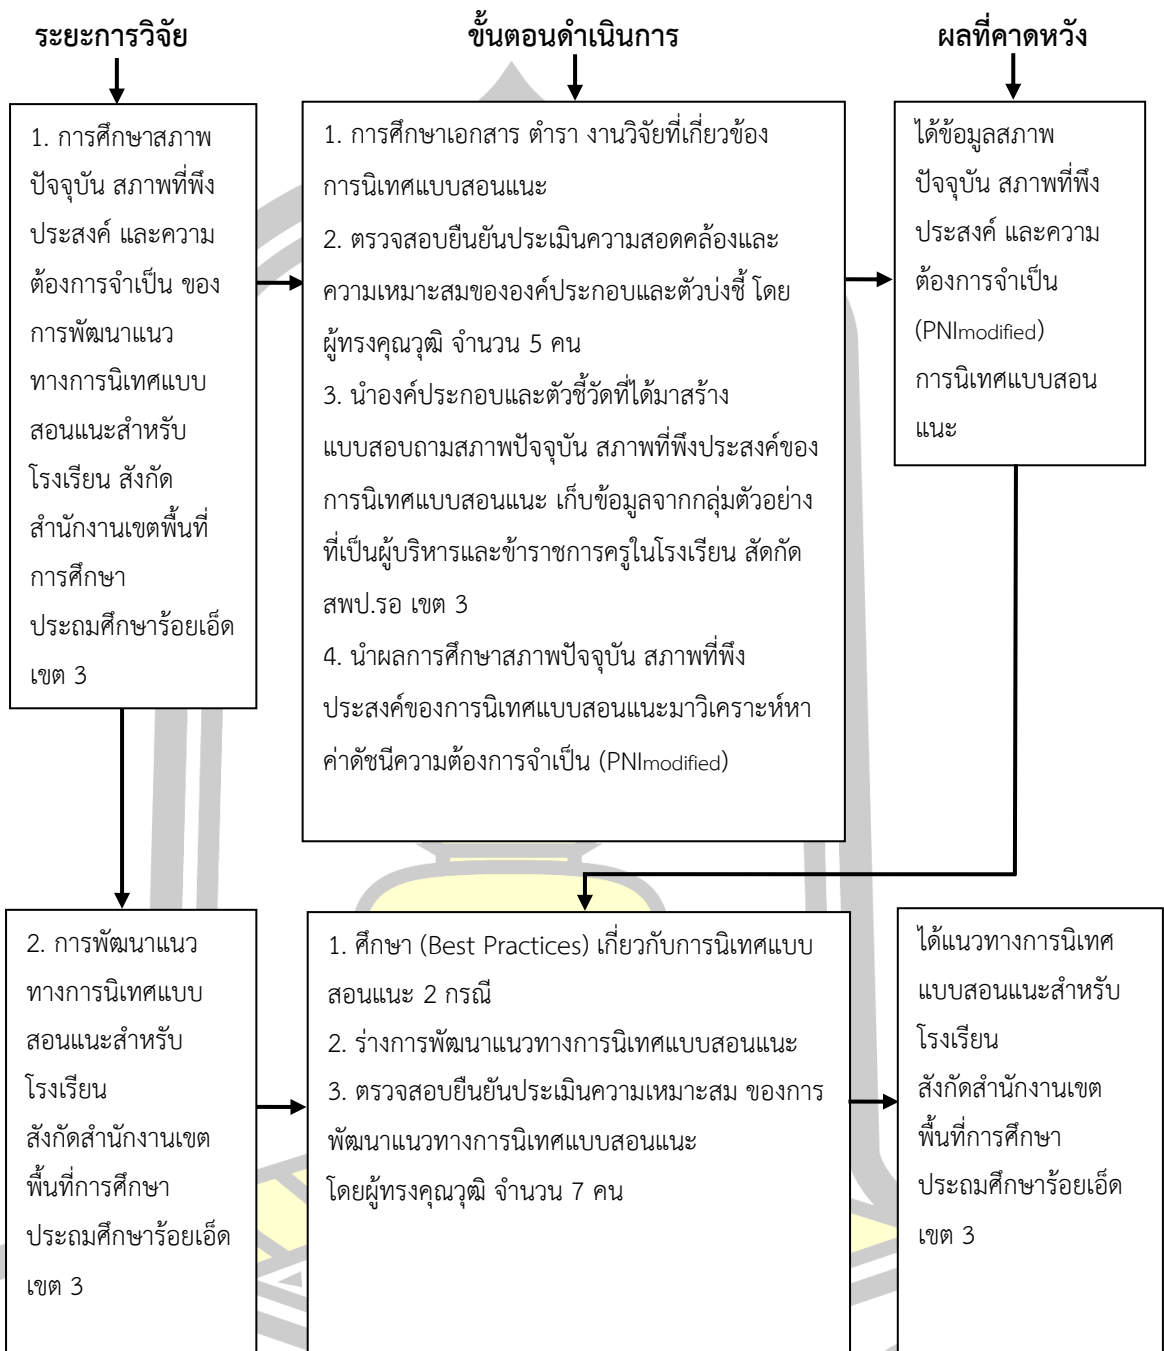 ระยะการวิจัย
ขั้นตอนดำเนินการ
ผลที่คาดหวัง
1. การศึกษาสภาพ
ปัจจุบัน สภาพที่พึง
ประสงค์ และความ
ต้องการจำเป็น ของ
การพัฒนาแนว
ทางการนิเทศแบบ
สอนแนะสำหรับ
โรงเรียน สังกัด
สำนักงานเขตพื้นที่
การศึกษา
ประถมศึกษาร้อยเอ็ด
เขต 3
1. การศึกษาเอกสาร ตำรา งานวิจัยที่เกี่ยวข้อง
การนิเทศแบบสอนแนะ
2. ตรวจสอบยืนยันประเมินความสอดคล้องและ
ความเหมาะสมขององค์ประกอบและตัวบ่งชี้ โดย
ผู้ทรงคุณวุฒิ จำนวน 5 คน
3. นำองค์ประกอบและตัวชี้วัดที่ได้มาสร้าง
แบบสอบถามสภาพปัจจุบัน สภาพที่พึงประสงค์ของ
การนิเทศแบบสอนแนะ เก็บข้อมูลจากกลุ่มตัวอย่าง
ที่เป็นผู้บริหารและข้าราชการครูในโรงเรียน สัดกัด
สพป.รอ เขต 3
4. นำผลการศึกษาสภาพปัจจุบัน สภาพที่พึง
ประสงค์ของการนิเทศแบบสอนแนะมาวิเคราะห์หา
ค่าดัชนีความต้องการจำเป็น (PNImodified)
ได้ข้อมูลสภาพ
ปัจจุบัน สภาพที่พึง
ประสงค์ และความ
ต้องการจำเป็น
(PNImodified)
การนิเทศแบบสอน
แนะ
2. การพัฒนาแนว
ทางการนิเทศแบบ
สอนแนะสำหรับ
โรงเรียน
สังกัดสำนักงานเขต
พื้นที่การศึกษา
ประถมศึกษาร้อยเอ็ด
เขต 3
1. ศึกษา (Best Practices) เกี่ยวกับการนิเทศแบบ
สอนแนะ 2 กรณี
2. ร่างการพัฒนาแนวทางการนิเทศแบบสอนแนะ
3. ตรวจสอบยืนยันประเมินความเหมาะสม ของการ
พัฒนาแนวทางการนิเทศแบบสอนแนะ
โดยผู้ทรงคุณวุฒิ จำนวน 7 คน
ได้แนวทางการนิเทศ
แบบสอนแนะสำหรับ
โรงเรียน
สังกัดสำนักงานเขต
พื้นที่การศึกษา
ประถมศึกษาร้อยเอ็ด
เขต 3